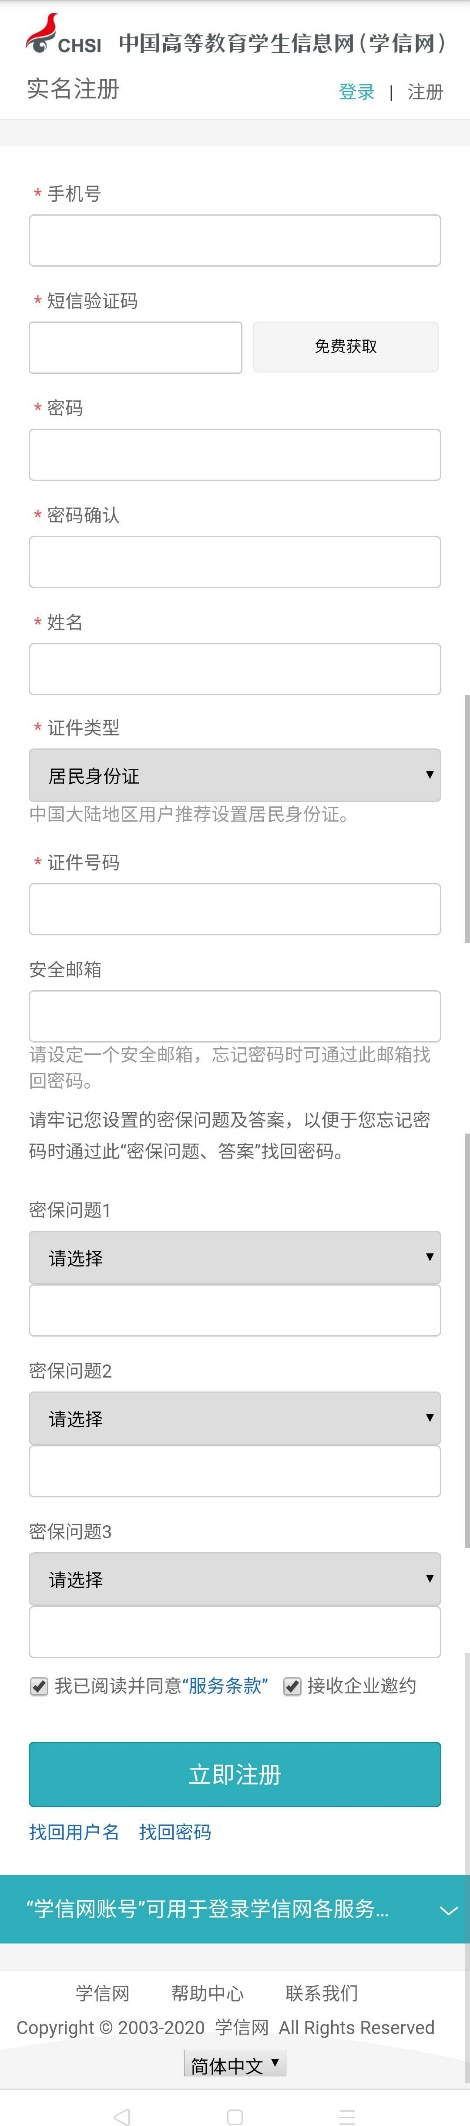 CHSI 中国高等教育学生信息网(学信网)
实名注册
登录 | 注册
* 手机号
* 短信验证码
免费获取
* 密码
* 密码确认
* 姓名
* 证件类型
居民身份证
中国大陆地区用户推荐设置居民身份证。
* 证件号码
安全邮箱
请设定一个安全邮箱，忘记密码时可通过此邮箱找
回密码。
请牢记您设置的密保问题及答案，以便于您忘记密
码时通过此“密保问题、答案”找回密码。
密保问题1
请选择
密保问题2
请选择
密保问题3
请选择
我已阅读并同意“服务条款” 接收企业邀约
立即注册
找回用户名 找回密码
“学信网账号”可用于登录学信网各服务...
学信网 帮助中心 联系我们
Copyright © 2003-2020 学信网 All Rights Reserved
简体中文